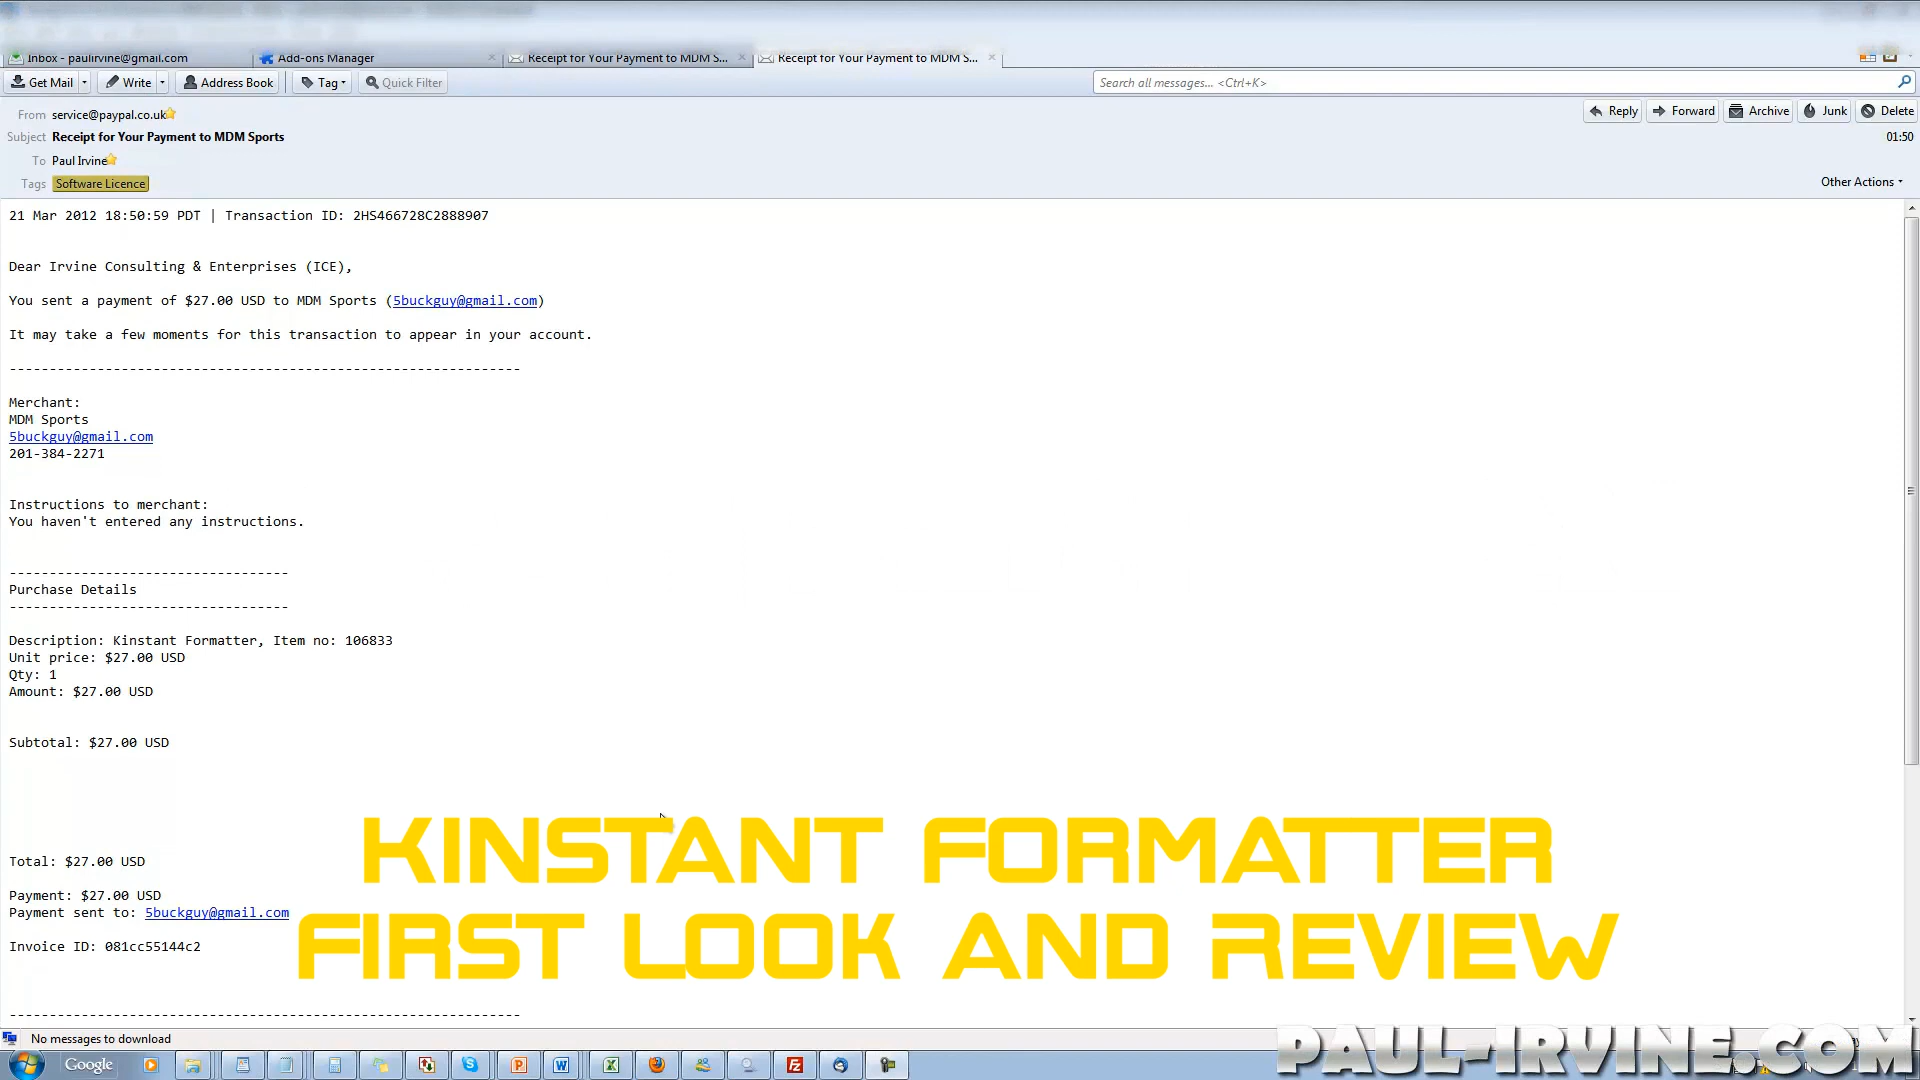 Inbox - paulirvine@gmail.com
Add-ons Manager
Receipt for Your Payment to MDM S...
Receipt for Your Payment to MDM S...
Get Mail
Write
Address Book
Tag
Quick Filter
Search all messages... <Ctrl+K>
From service@paypal.co.uk
Reply
Forward
Archive
Junk
Delete
Subject Receipt for Your Payment to MDM Sports
01:50
To Paul Irvine
Tags Software Licence
Other Actions
21 Mar 2012 18:50:59 PDT | Transaction ID: 2HS466728C2888907
Dear Irvine Consulting & Enterprises (ICE),
You sent a payment of $27.00 USD to MDM Sports (5buckguy@gmail.com)
It may take a few moments for this transaction to appear in your account.
----------------------------------------------------------------
Merchant:
MDM Sports
5buckguy@gmail.com
201-384-2271
Instructions to merchant:
You haven't entered any instructions.
-----------------------------------
Purchase Details
-----------------------------------
Description: Kinstant Formatter, Item no: 106833
Unit price: $27.00 USD
Qty: 1
Amount: $27.00 USD
Subtotal: $27.00 USD
Total: $27.00 USD
Payment: $27.00 USD
Payment sent to: 5buckguy@gmail.com
Invoice ID: 081cc55144c2
----------------------------------------------------------------
KINSTANT FORMATTER
FIRST LOOK AND REVIEW
No messages to download
Google
PAUL-IRVINE.COM